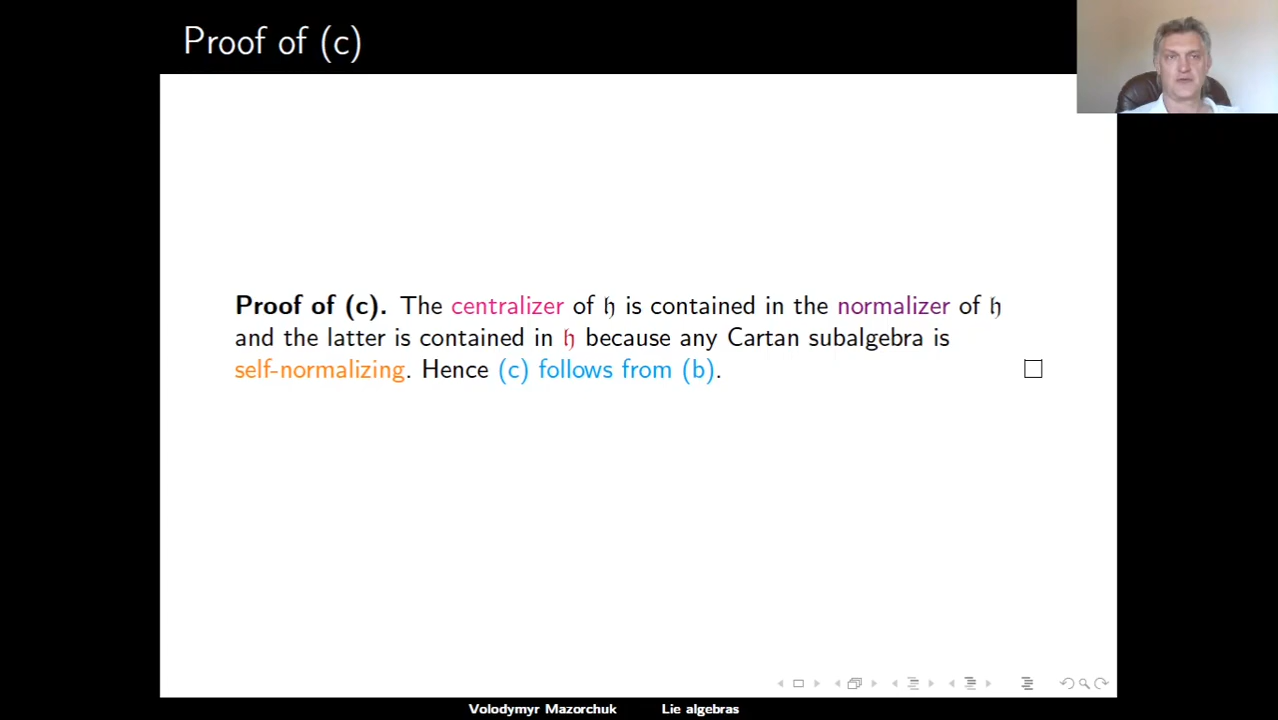 Proof of (c)
Proof of (c). The centralizer of 𝔥 is contained in the normalizer of 𝔥
and the latter is contained in 𝔥 because any Cartan subalgebra is
self-normalizing. Hence (c) follows from (b). □
Volodymyr Mazorchuk Lie algebras